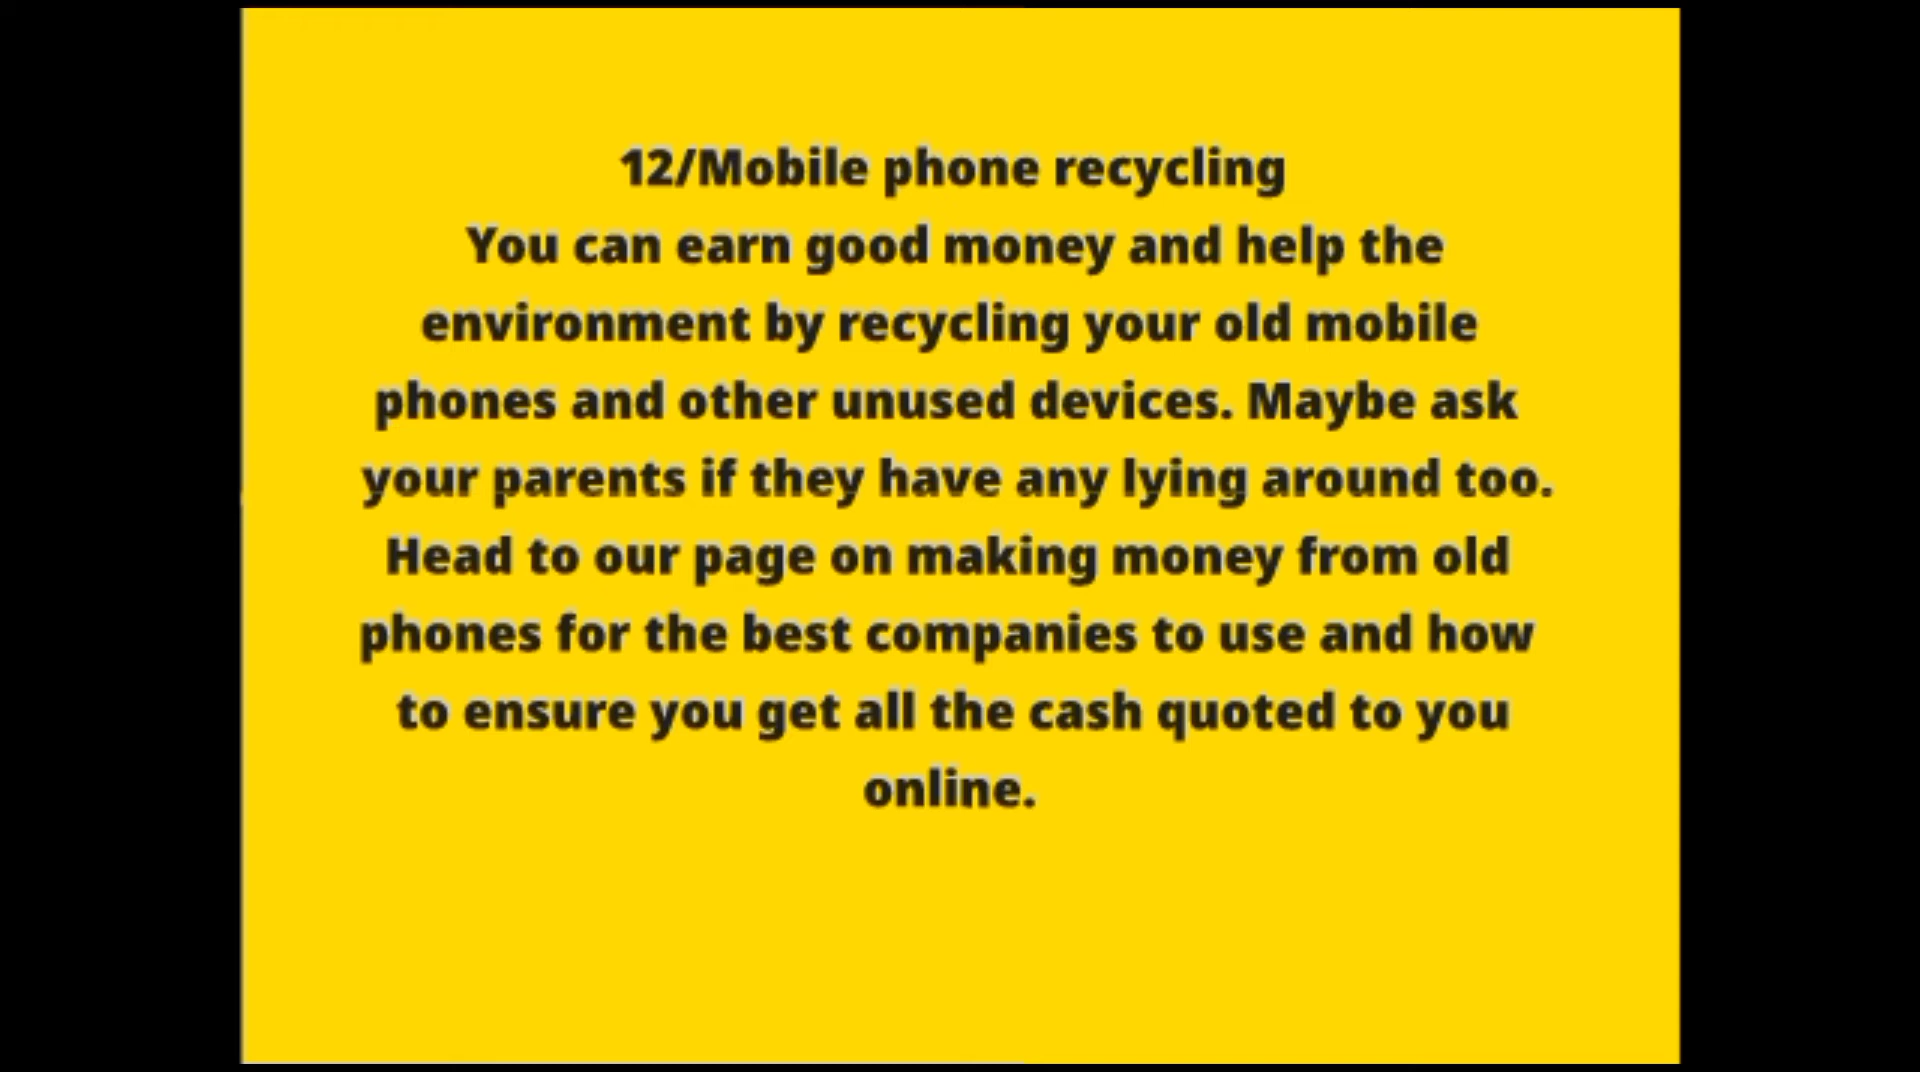 12/Mobile phone recycling
You can earn good money and help the
environment by recycling your old mobile
phones and other unused devices. Maybe ask
your parents if they have any lying around too.
Head to our page on making money from old
phones for the best companies to use and how
to ensure you get all the cash quoted to you
online.